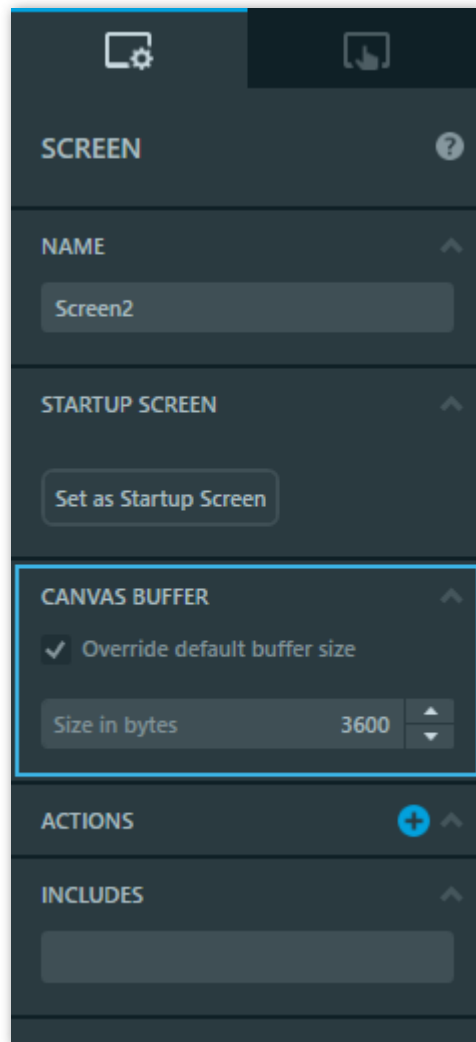 SCREEN
?
NAME
Screen2
STARTUP SCREEN
Set as Startup Screen
CANVAS BUFFER
Override default buffer size
Size in bytes 3600
ACTIONS
INCLUDES